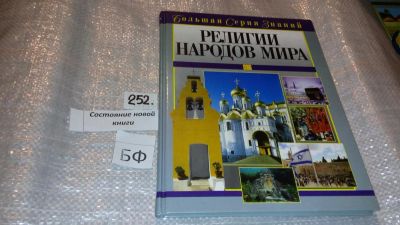 Большая Серия Знаний
РЕЛИГИИ
НАРОДОВ МИРА
252.
Состояние новой
книги
БФ